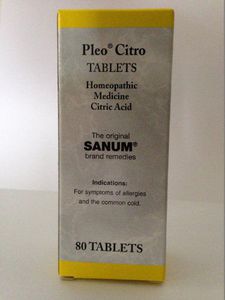 Pleo® Citro
TABLETS
Homeopathic
Medicine
Citric Acid
The original
SANUM®
brand remedies
Indications:
For symptoms of allergies
and the common cold.
80 TABLETS